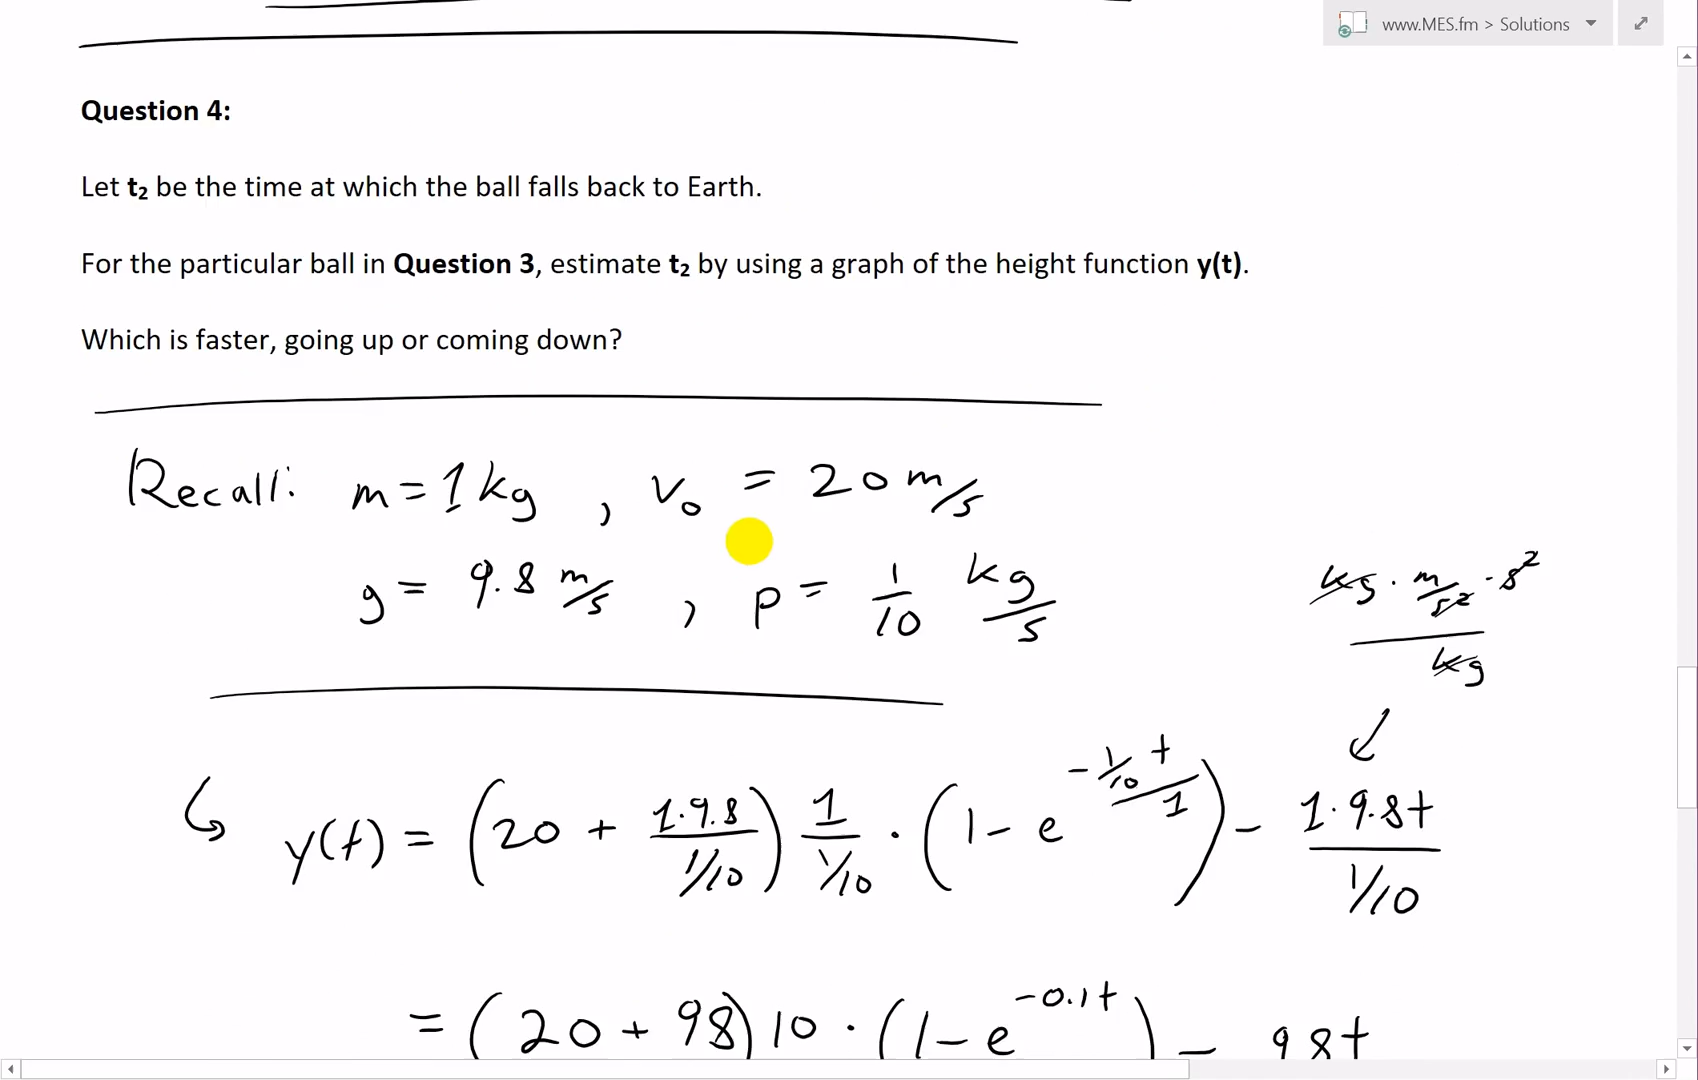 www.MES.fm > Solutions
Question 4:
Let t₂ be the time at which the ball falls back to Earth.
For the particular ball in Question 3, estimate t₂ by using a graph of the height function y(t).
Which is faster, going up or coming down?
Recall: m = 1 kg , v₀ = 20 m/s
g = 9.8 m/s , p = 1/10 kg/s
kg · m/s² · s² / kg
y(t) = (20 + 1·9.8 / 1/10) 1 / 1/10 · (1 - e^(-1/10 t/1)) - 1·9.8t / 1/10
= (20 + 98) 10 · (1 - e^(-0.1t)) - 98t